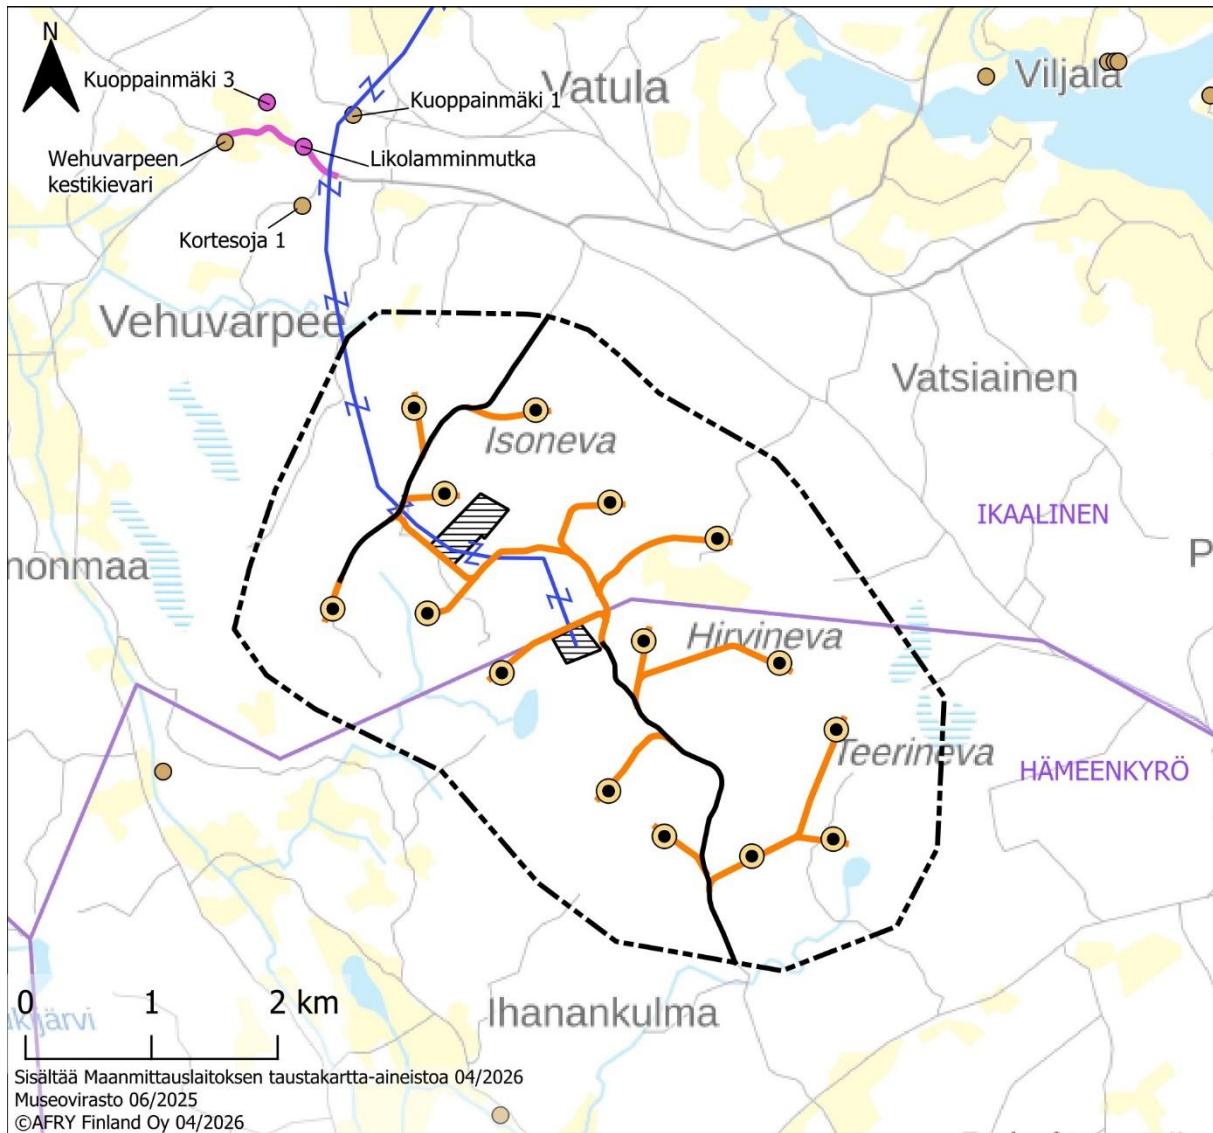 N
Kuoppainmäki 3
Kuoppainmäki 1
Vatula
Viljala
Wehuvarpeen
kestikievari
Likolamminmutka
Kortesoja 1
Vehuvarpee
Vatsiainen
Isoneva
IKAALINEN
nonmaa
P
Hirvineva
Teerineva
HÄMEENKYRÖ
0 1 2 km
Ihanankulma
kijärvi
Sisältää Maanmittauslaitoksen taustakartta-aineistoa 04/2026
Museovirasto 06/2025
©AFRY Finland Oy 04/2026